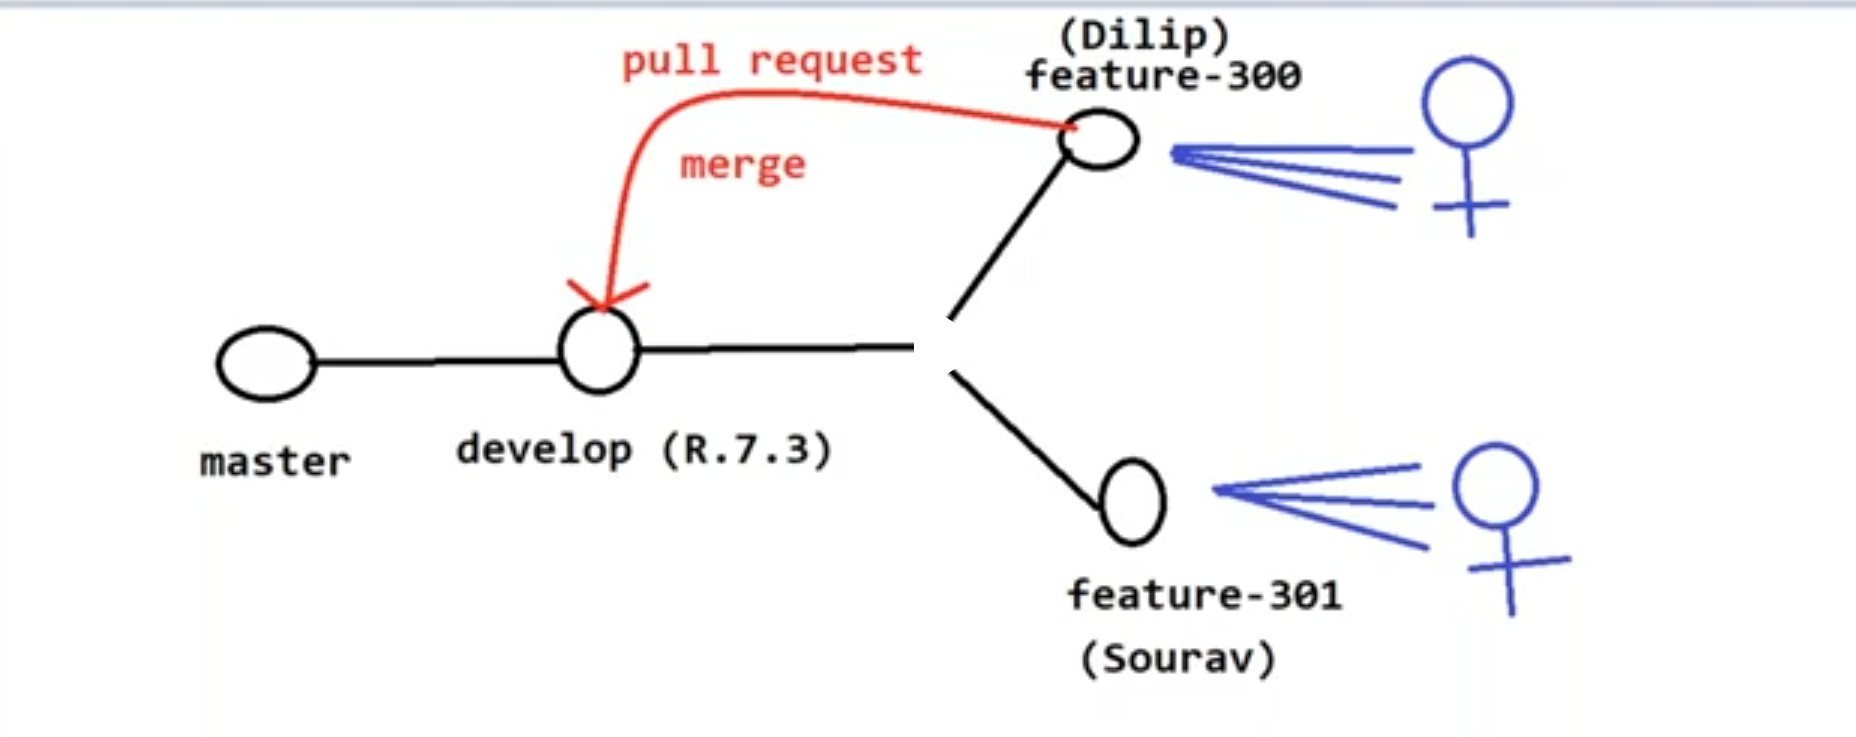 (Dilip)
feature-300
pull request
merge
master
develop (R.7.3)
feature-301
(Sourav)